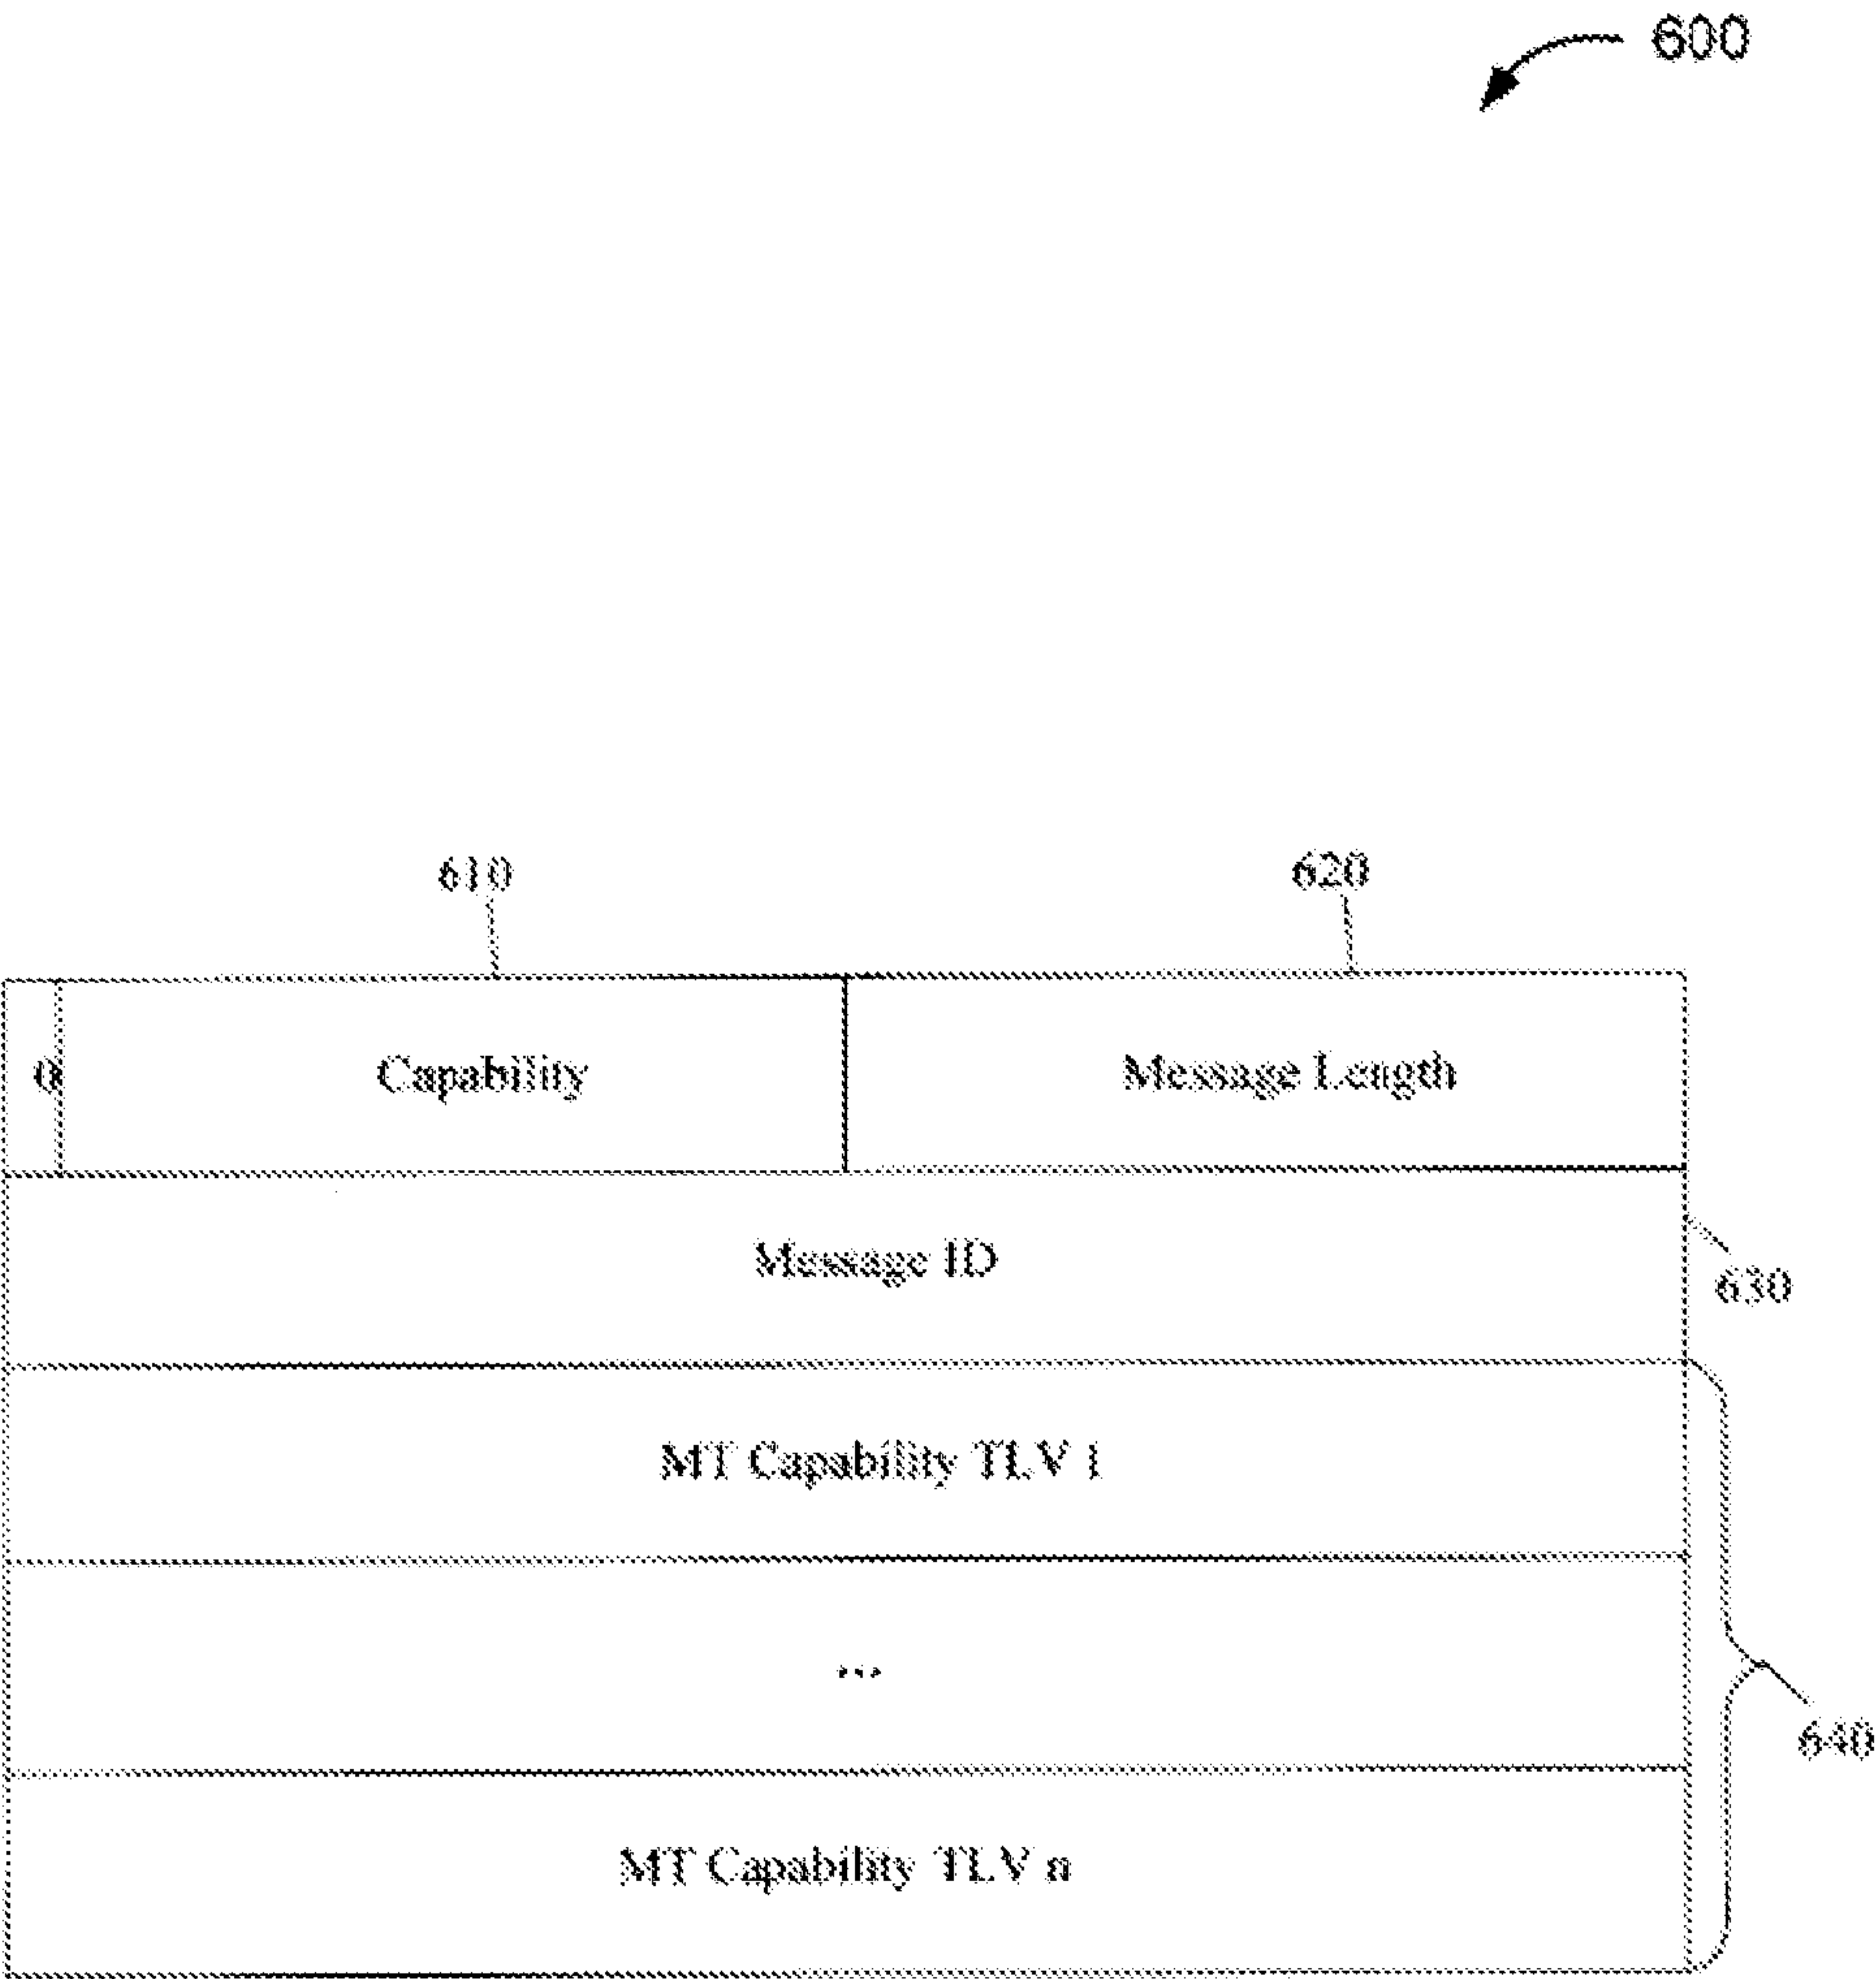 600
610 620
0 Capability Message Length
Message ID
630
MT Capability TLV 1
...
640
MT Capability TLV n